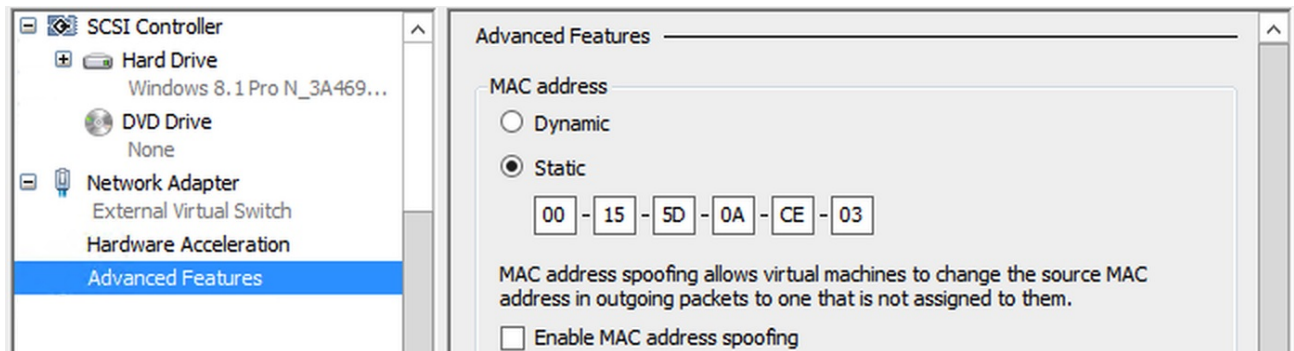 SCSI Controller
Hard Drive
Windows 8.1 Pro N_3A469...
DVD Drive
None
Network Adapter
External Virtual Switch
Hardware Acceleration
Advanced Features
Advanced Features
MAC address
Dynamic
Static
00 - 15 - 5D - 0A - CE - 03
MAC address spoofing allows virtual machines to change the source MAC
address in outgoing packets to one that is not assigned to them.
Enable MAC address spoofing